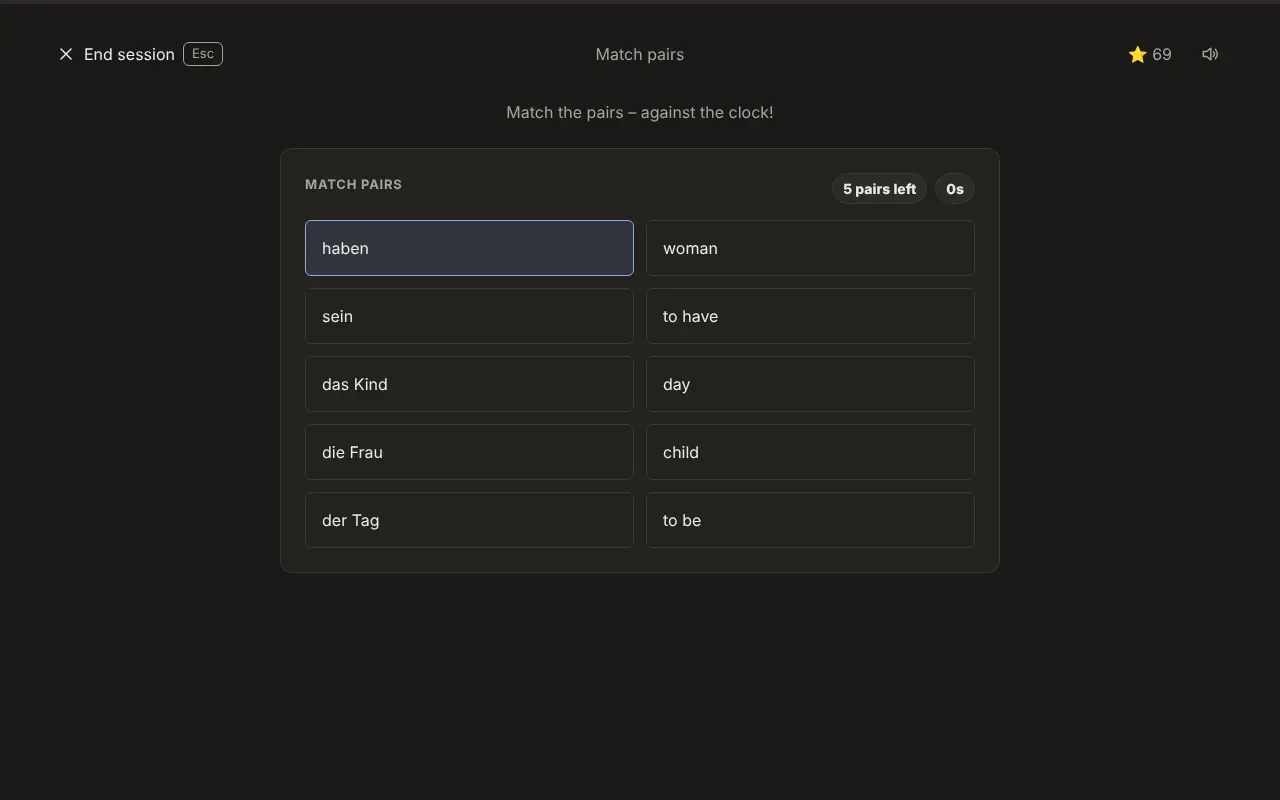 End session Esc
Match pairs
69
Match the pairs – against the clock!
MATCH PAIRS
5 pairs left
0s
haben
woman
sein
to have
das Kind
day
die Frau
child
der Tag
to be